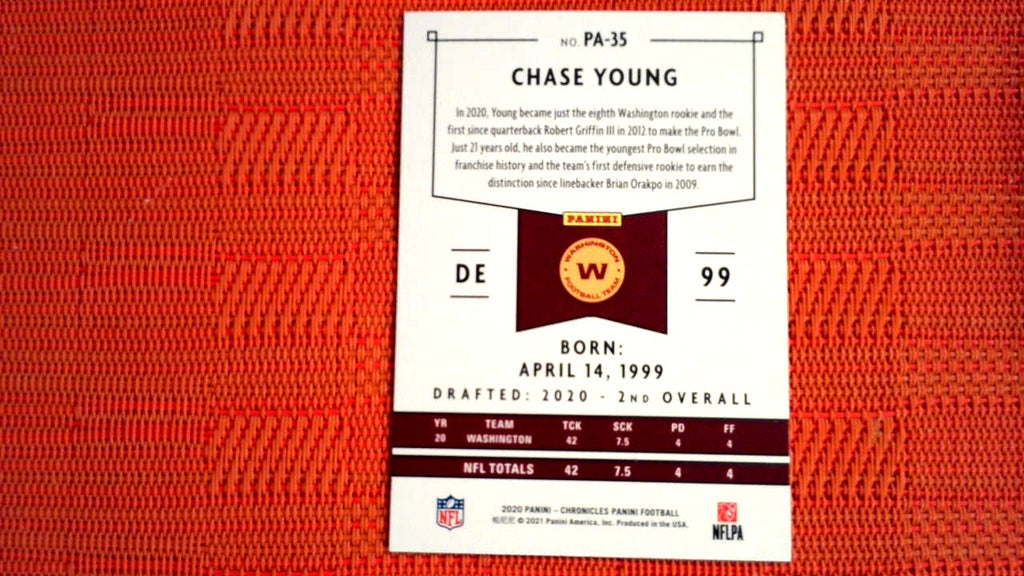 NO. PA-35
CHASE YOUNG
In 2020, Young became just the eighth Washington rookie and the
first since quarterback Robert Griffin III in 2012 to make the Pro Bowl.
Just 21 years old, he also became the youngest Pro Bowl selection in
franchise history and the team's first defensive rookie to earn the
distinction since linebacker Brian Orakpo in 2009.
PANINI
WASHINGTON
W
FOOTBALL TEAM
DE
99
BORN:
APRIL 14, 1999
DRAFTED: 2020 - 2ND OVERALL
YR TEAM TCK SCK PD FF
20 WASHINGTON 42 7.5 4 4
NFL TOTALS 42 7.5 4 4
NFL
2020 PANINI – CHRONICLES PANINI FOOTBALL
帕尼尼 © 2021 Panini America, Inc. Produced in the USA.
NFLPA